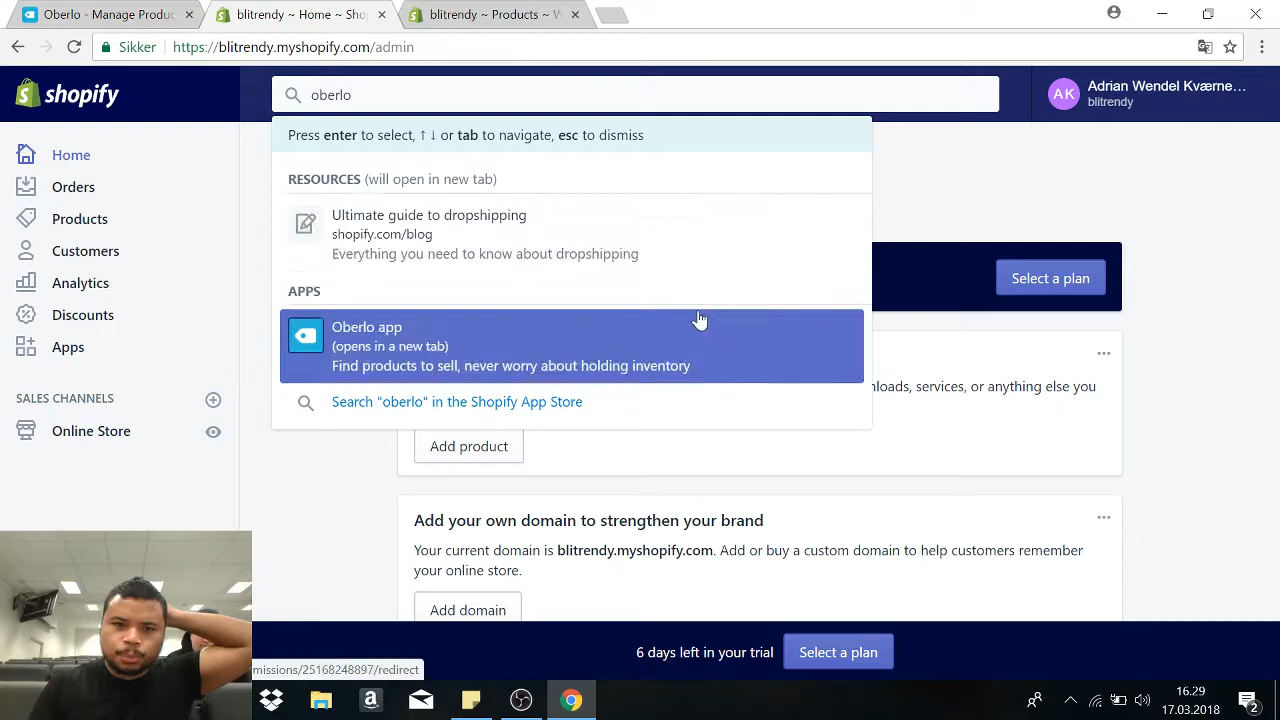 Oberlo - Manage Produc
blitrendy ~ Home ~ Sho
blitrendy ~ Products ~ W
Sikker
https://blitrendy.myshopify.com/admin
shopify
oberlo
AK
Adrian Wendel Kværne...
blitrendy
Press enter to select, ↑ ↓ or tab to navigate, esc to dismiss
Home
Orders
Products
Customers
Analytics
Discounts
Apps
SALES CHANNELS
Online Store
RESOURCES (will open in new tab)
Ultimate guide to dropshipping
shopify.com/blog
Everything you need to know about dropshipping
APPS
Oberlo app
(opens in a new tab)
Find products to sell, never worry about holding inventory
Search "oberlo" in the Shopify App Store
Select a plan
nloads, services, or anything else you
Add product
Add your own domain to strengthen your brand
Your current domain is blitrendy.myshopify.com. Add or buy a custom domain to help customers remember
your online store.
Add domain
6 days left in your trial
Select a plan
missions/25168248897/redirect
a
16.29
17.03.2018
2